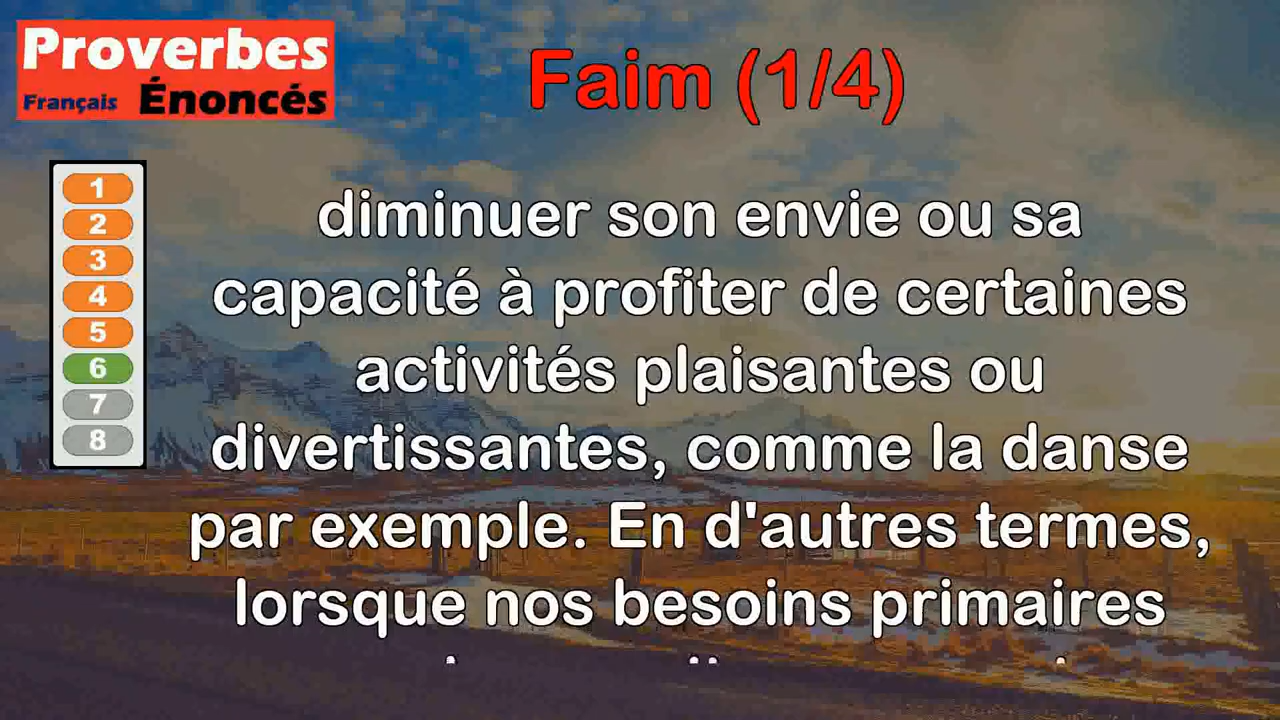 Proverbes
Français Énoncés
Faim (1/4)
1
2
3
4
5
6
7
8
diminuer son envie ou sa
capacité à profiter de certaines
activités plaisantes ou
divertissantes, comme la danse
par exemple. En d'autres termes,
lorsque nos besoins primaires